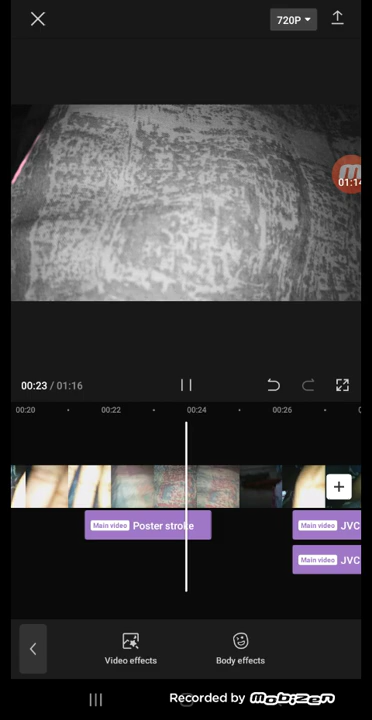 720P
01:14
00:23 / 01:16
00:20
00:22
00:24
00:26
Main video Poster stroke
Main video JVC
Main video JVC
Video effects
Body effects
Recorded by mobizen